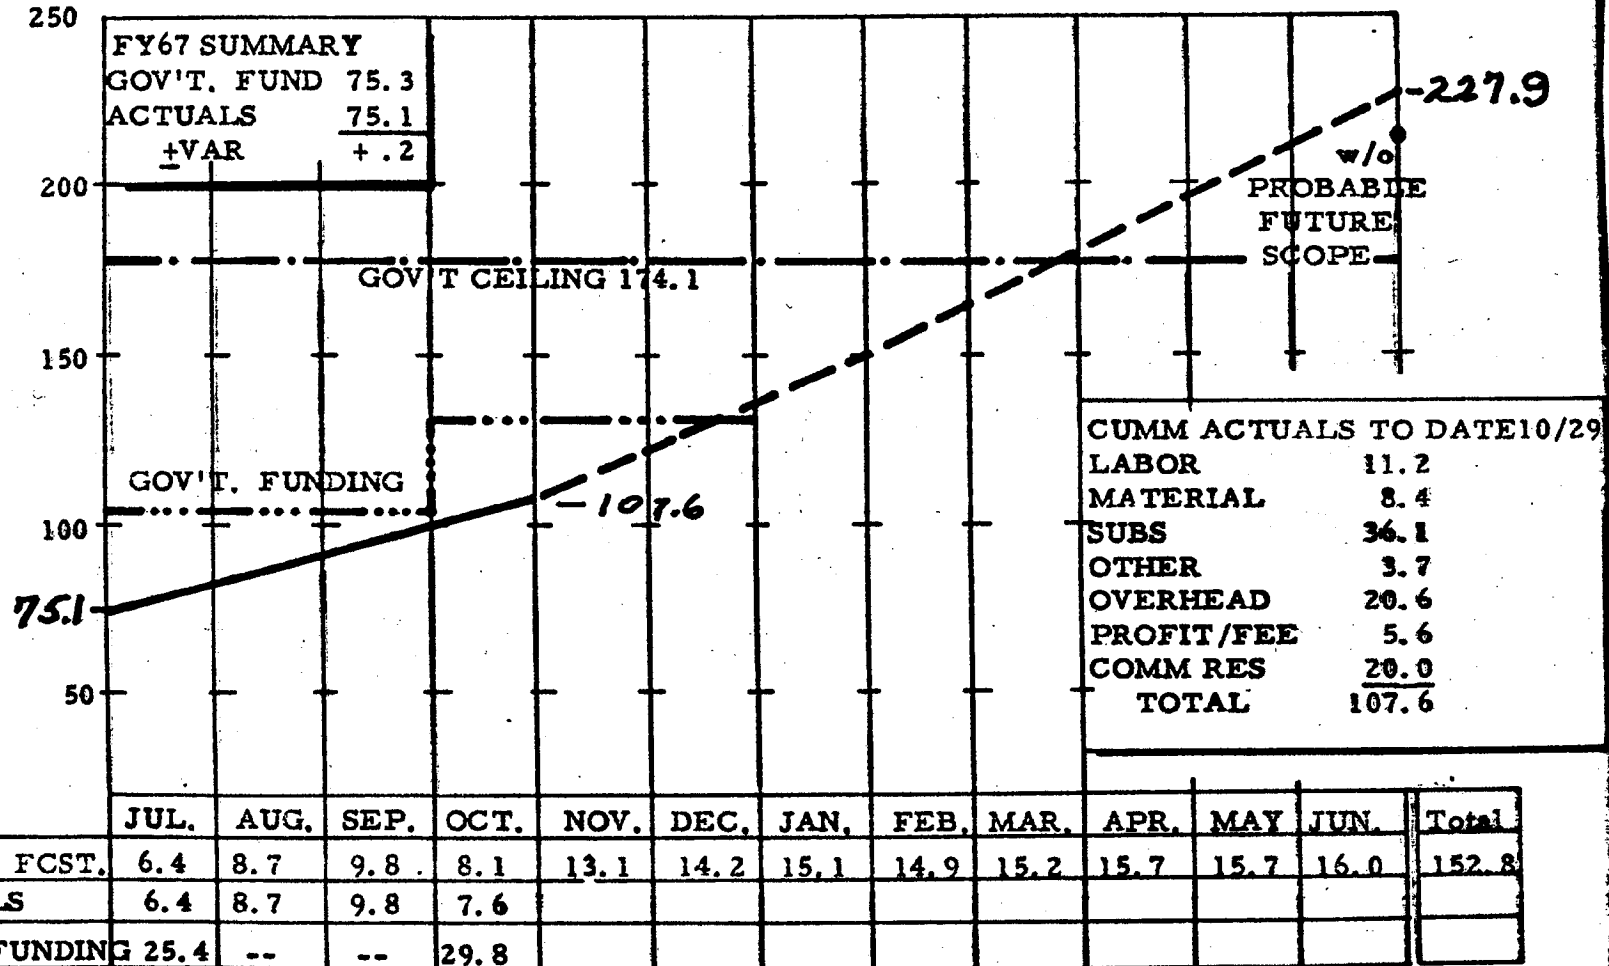 250
FY67 SUMMARY
GOV'T. FUND 75.3
ACTUALS 75.1
±VAR + .2
-227.9
w/o
PROBABLE
FUTURE
SCOPE
200
GOV'T CEILING 174.1
150
GOV'T. FUNDING
100
- 107.6
75.1
50
CUMM ACTUALS TO DATE 10/29
LABOR 11.2
MATERIAL 8.4
SUBS 36.1
OTHER 3.7
OVERHEAD 20.6
PROFIT/FEE 5.6
COMM RES 20.0
TOTAL 107.6
JUL. AUG. SEP. OCT. NOV. DEC. JAN. FEB. MAR. APR. MAY JUN. Total
FCST. 6.4 8.7 9.8 8.1 13.1 14.2 15.1 14.9 15.2 15.7 15.7 16.0 152.8
LS 6.4 8.7 9.8 7.6
FUNDING 25.4 -- -- 29.8